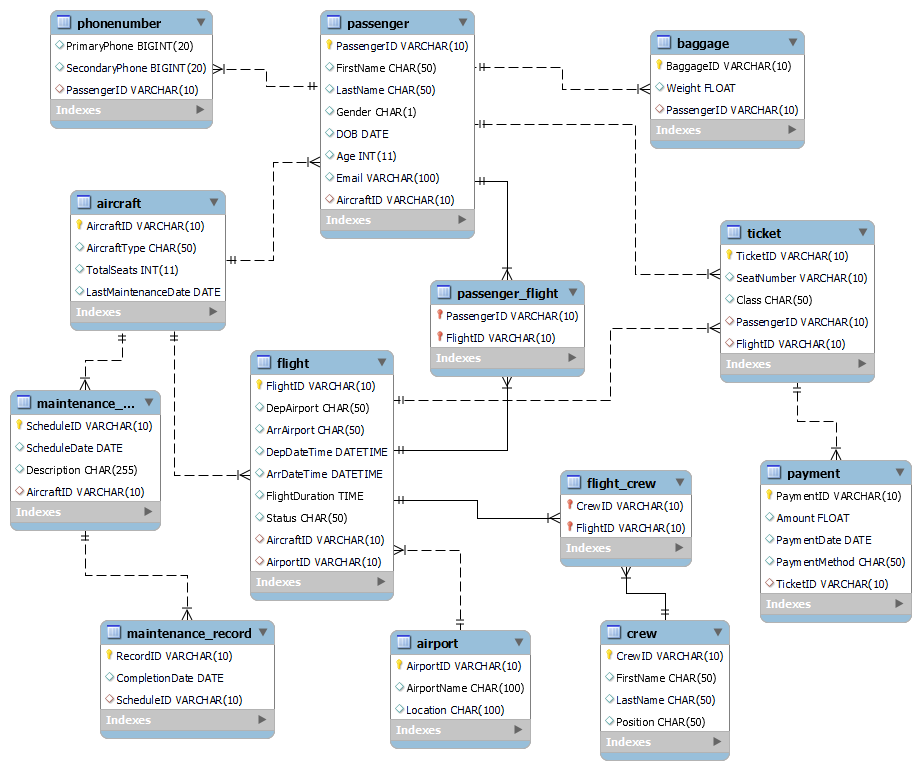 phonenumber
PrimaryPhone BIGINT(20)
SecondaryPhone BIGINT(20)
PassengerID VARCHAR(10)
Indexes
passenger
PassengerID VARCHAR(10)
FirstName CHAR(50)
LastName CHAR(50)
Gender CHAR(1)
DOB DATE
Age INT(11)
Email VARCHAR(100)
AircraftID VARCHAR(10)
Indexes
baggage
BaggageID VARCHAR(10)
Weight FLOAT
PassengerID VARCHAR(10)
Indexes
aircraft
AircraftID VARCHAR(10)
AircraftType CHAR(50)
TotalSeats INT(11)
LastMaintenanceDate DATE
Indexes
ticket
TicketID VARCHAR(10)
SeatNumber VARCHAR(10)
Class CHAR(50)
PassengerID VARCHAR(10)
FlightID VARCHAR(10)
Indexes
passenger_flight
PassengerID VARCHAR(10)
FlightID VARCHAR(10)
Indexes
flight
FlightID VARCHAR(10)
DepAirport CHAR(50)
ArrAirport CHAR(50)
DepDateTime DATETIME
ArrDateTime DATETIME
FlightDuration TIME
Status CHAR(50)
AircraftID VARCHAR(10)
AirportID VARCHAR(10)
Indexes
maintenance_...
ScheduleID VARCHAR(10)
ScheduleDate DATE
Description CHAR(255)
AircraftID VARCHAR(10)
Indexes
flight_crew
CrewID VARCHAR(10)
FlightID VARCHAR(10)
Indexes
payment
PaymentID VARCHAR(10)
Amount FLOAT
PaymentDate DATE
PaymentMethod CHAR(50)
TicketID VARCHAR(10)
Indexes
maintenance_record
RecordID VARCHAR(10)
CompletionDate DATE
ScheduleID VARCHAR(10)
Indexes
airport
AirportID VARCHAR(10)
AirportName CHAR(100)
Location CHAR(100)
Indexes
crew
CrewID VARCHAR(10)
FirstName CHAR(50)
LastName CHAR(50)
Position CHAR(50)
Indexes